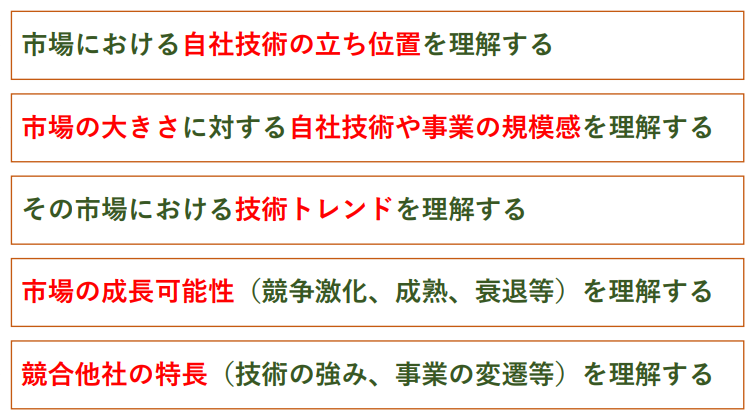 市場における自社技術の立ち位置を理解する
市場の大きさに対する自社技術や事業の規模感を理解する
その市場における技術トレンドを理解する
市場の成長可能性（競争激化、成熟、衰退等）を理解する
競合他社の特長（技術の強み、事業の変遷等）を理解する